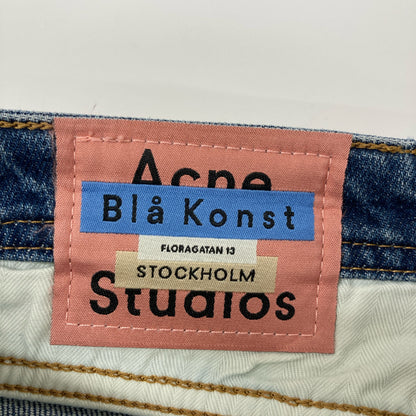 Acne
Blå Konst
FLORAGATAN 13
STOCKHOLM
Studios